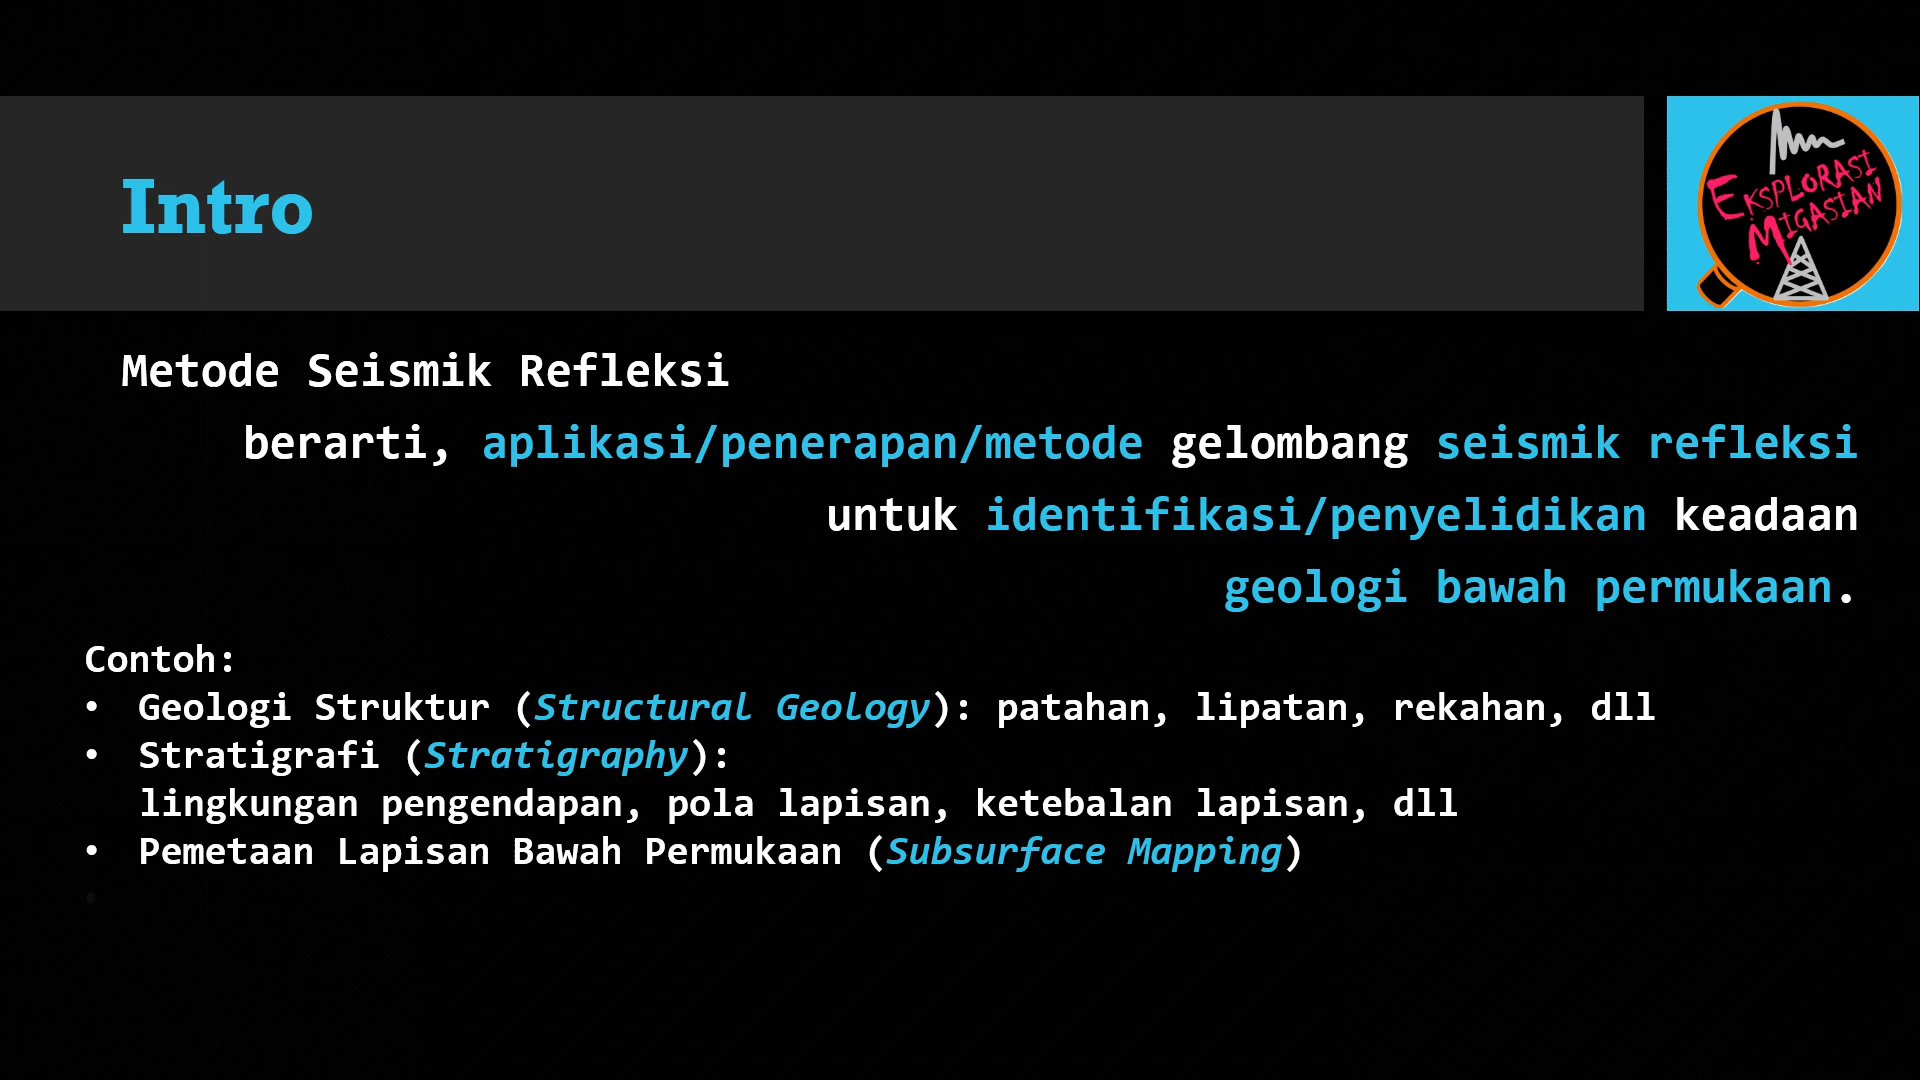 Intro
EKSPLORASI
MIGASIAN
Metode Seismik Refleksi
berarti, aplikasi/penerapan/metode gelombang seismik refleksi
untuk identifikasi/penyelidikan keadaan
geologi bawah permukaan.
Contoh:
• Geologi Struktur (Structural Geology): patahan, lipatan, rekahan, dll
• Stratigrafi (Stratigraphy):
lingkungan pengendapan, pola lapisan, ketebalan lapisan, dll
• Pemetaan Lapisan Bawah Permukaan (Subsurface Mapping)